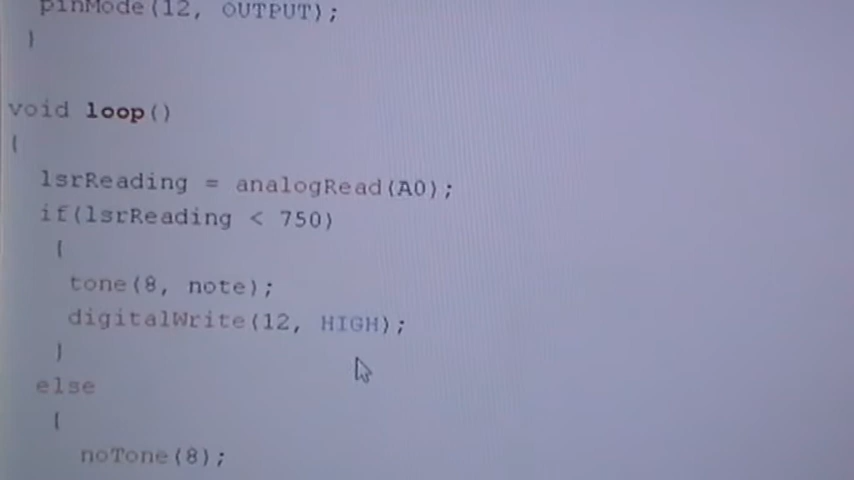 pinMode(12, OUTPUT);
}
void loop()
{
lsrReading = analogRead(A0);
if(lsrReading < 750)
{
tone(8, note);
digitalWrite(12, HIGH);
}
else
{
noTone(8);